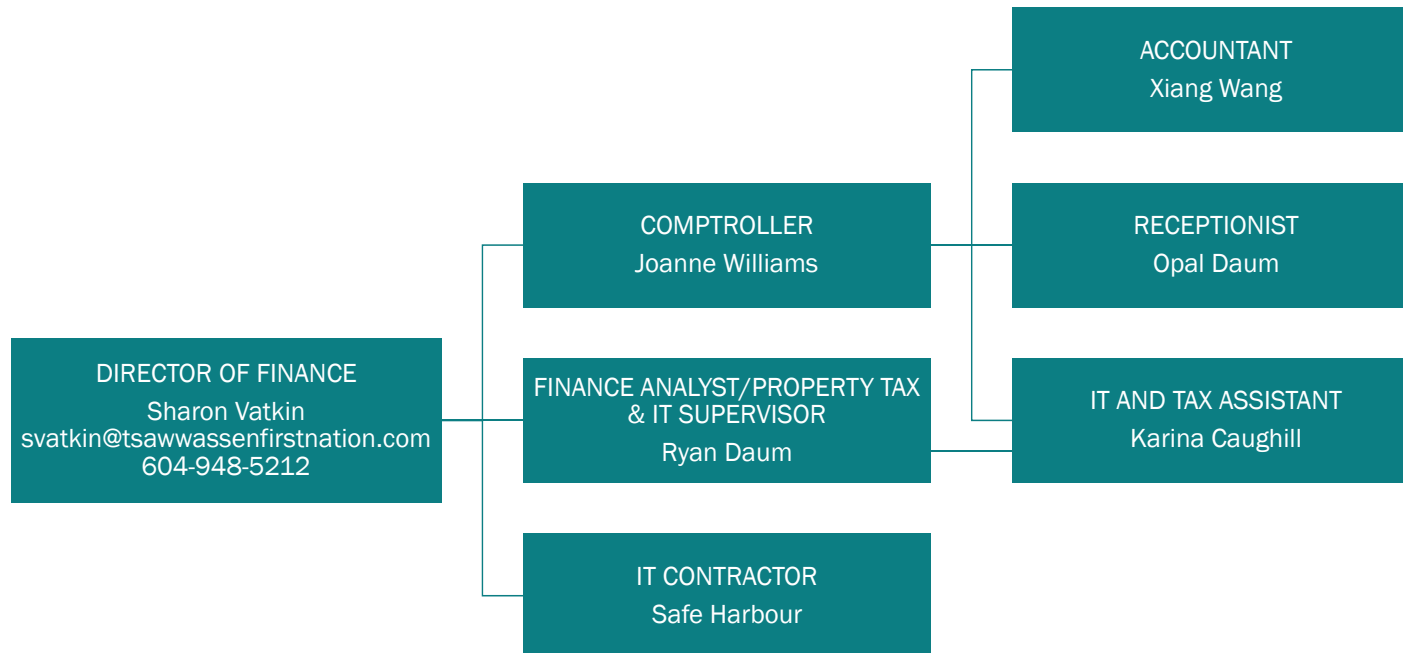 DIRECTOR OF FINANCE
Sharon Vatkin
svatkin@tsawwassenfirstnation.com
604-948-5212
COMPTROLLER
Joanne Williams
FINANCE ANALYST/PROPERTY TAX
& IT SUPERVISOR
Ryan Daum
IT CONTRACTOR
Safe Harbour
ACCOUNTANT
Xiang Wang
RECEPTIONIST
Opal Daum
IT AND TAX ASSISTANT
Karina Caughill